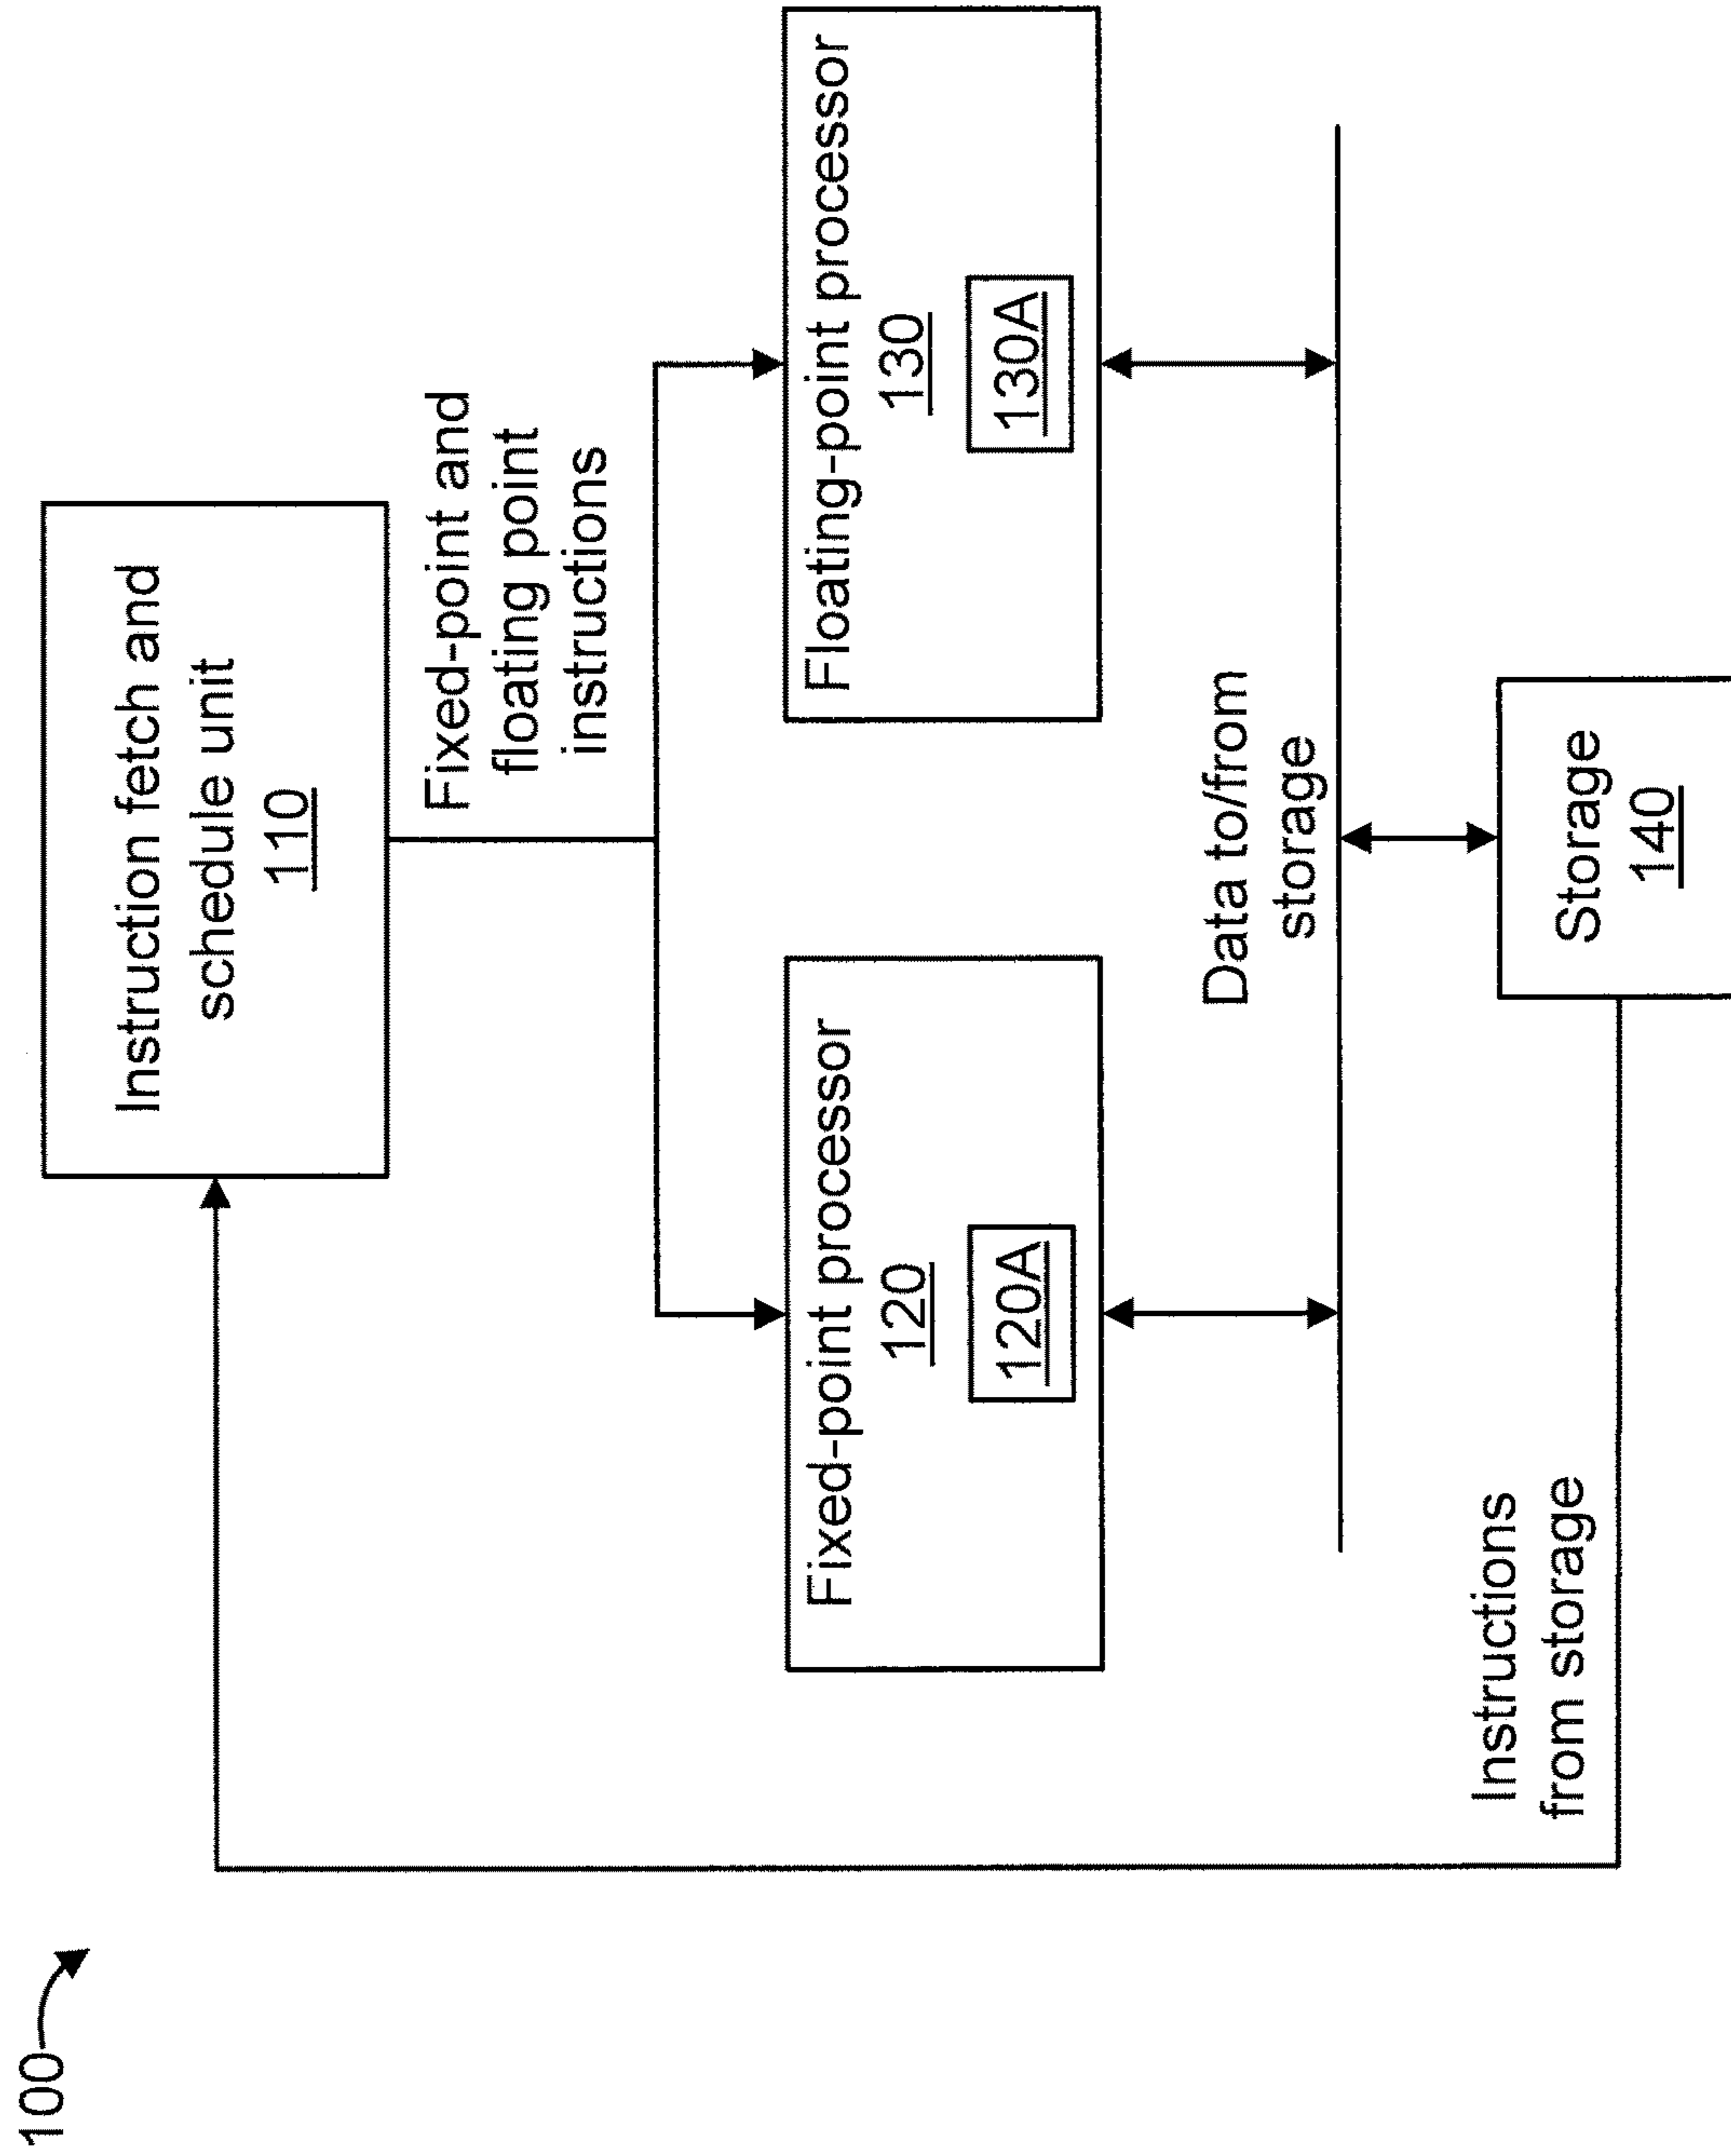 100
Instruction fetch and
schedule unit
110
Fixed-point and
floating point
instructions
Fixed-point processor
120
120A
Floating-point processor
130
130A
Data to/from
storage
Instructions
from storage
Storage
140